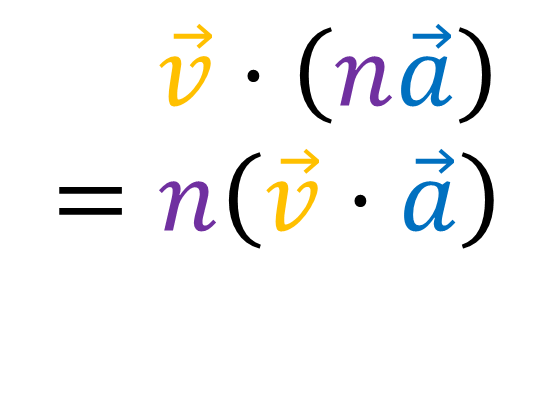 v⃗ · (na⃗)
= n(v⃗ · a⃗)